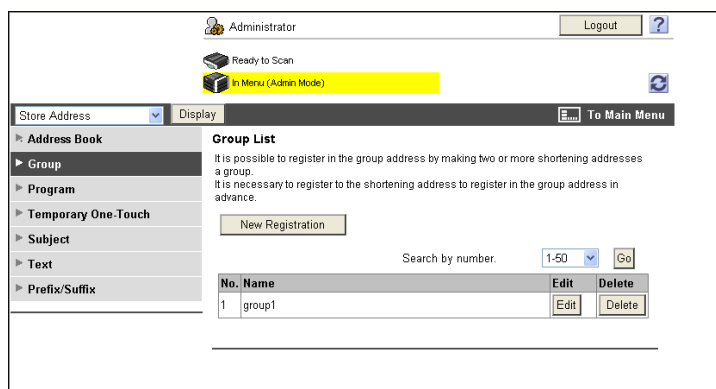 Administrator
Logout
?
Ready to Scan
In Menu (Admin Mode)
Store Address
Display
To Main Menu
Address Book
Group
Program
Temporary One-Touch
Subject
Text
Prefix/Suffix
Group List
It is possible to register in the group address by making two or more shortening addresses
a group.
It is necessary to register to the shortening address to register in the group address in
advance.
New Registration
Search by number.
1-50
Go
No. Name Edit Delete
1 group1 Edit Delete